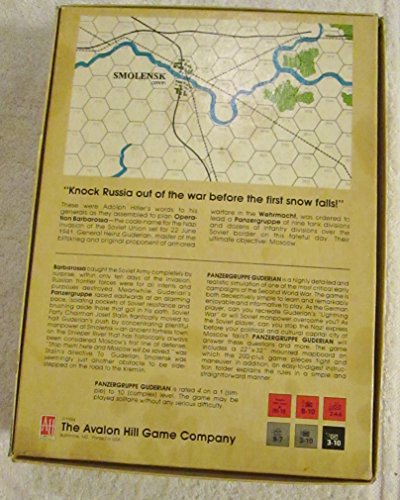 SMOLENSK
"Knock Russia out of the war before the first snow falls!"
These were Adolph Hitler's words to his
generals as they assembled to plan Opera-
tion Barbarossa—the code-name for the Nazi
invasion of the Soviet Union set for 22 June
1941. General Heinz Guderian, master of the
blitzkrieg and original proponent of armored
warfare in the Wehrmacht, was ordered to
lead a Panzergruppe of nine tank divisions
and dozens of infantry divisions over the
Soviet border on this fateful day. Their
ultimate objective: Moscow.
Barbarossa caught the Soviet Army completely by
surprise; within only ten days of the invasion,
Russian frontier forces were for all intents and
purposes destroyed. Meanwhile, Guderian's
Panzergruppe raced eastwards at an alarming
pace, scaring pockets of Soviet resistance and
brushing aside those that got in its path. Soviet
Party Chairman Josef Stalin frantically moved to
halt Guderian's push by concentrating
manpower at Smolensk—an ancient fortress town
on the Dnieper River. Smolensk had historically
been considered Moscow's first line of defense.
"Stop them here and Moscow will be saved," was
Stalin's directive. To Guderian, Smolensk was
seemingly just another obstacle to be side-
stepped on the road to the Kremlin.
PANZERGRUPPE GUDERIAN is a highly detailed and
realistic simulation of one of the most critical early
campaigns of the Second World War. The game is
both deceptively simple to learn and remarkably
enjoyable and informative to play. As the German
player, can you recreate Guderian's "Lightning
War" or will Soviet manpower overcome you? As
the Soviet player, can you stop the Nazi express
before your political and cultural capital city of
Moscow falls? PANZERGRUPPE GUDERIAN will
answer these questions and more. The game
includes a 22" x 32" mounted mapboard on
which the 200-plus game pieces fight and
maneuver. In addition, an easy-to-digest instruc-
tion folder explains the rules in a simple and
straightforward manner.
PANZERGRUPPE GUDERIAN is rated 4 on a 1 (sim-
ple) to 10 (complex) level. The game may be
played solitaire without any serious difficulty.
The Avalon Hill Game Company
Baltimore, MD Printed in USA
8-10
9-7
3-10
3-10